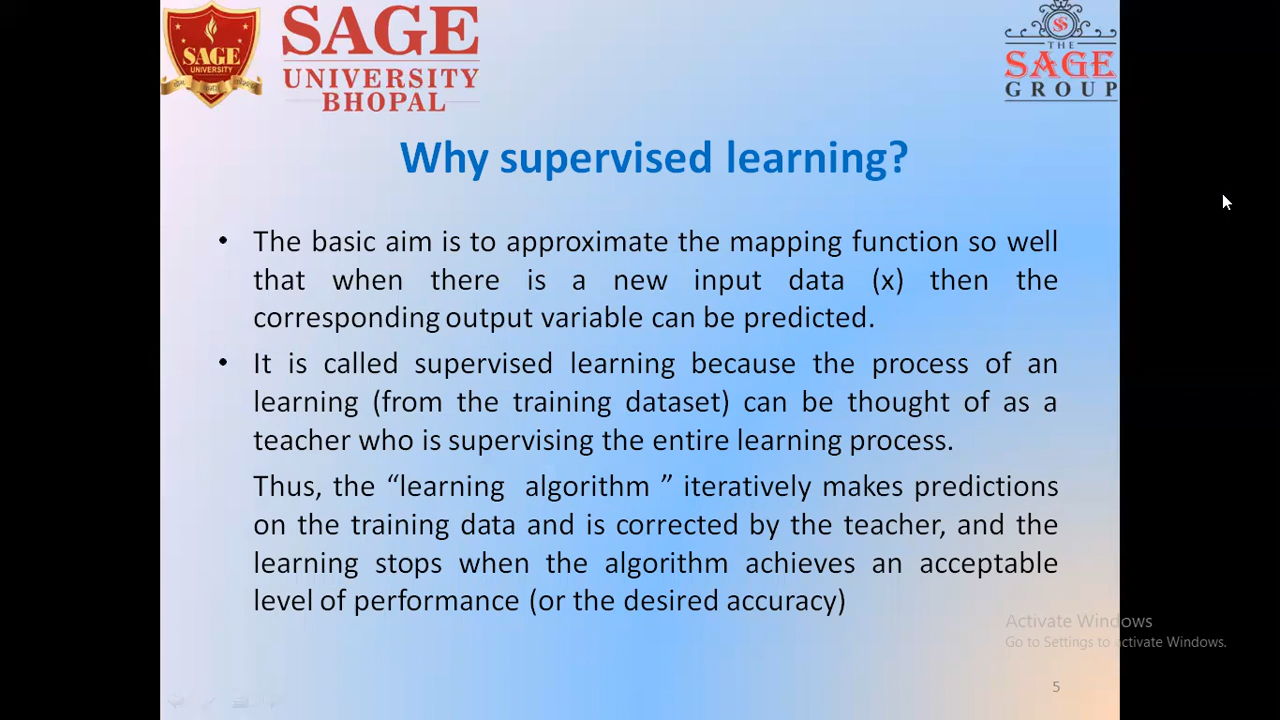 SAGE
UNIVERSITY
SAGE
UNIVERSITY
BHOPAL
THE
SAGE
GROUP
Why supervised learning?
• The basic aim is to approximate the mapping function so well
that when there is a new input data (x) then the
corresponding output variable can be predicted.
• It is called supervised learning because the process of an
learning (from the training dataset) can be thought of as a
teacher who is supervising the entire learning process.
Thus, the “learning algorithm ” iteratively makes predictions
on the training data and is corrected by the teacher, and the
learning stops when the algorithm achieves an acceptable
level of performance (or the desired accuracy)
Activate Windows
Go to Settings to activate Windows.
5